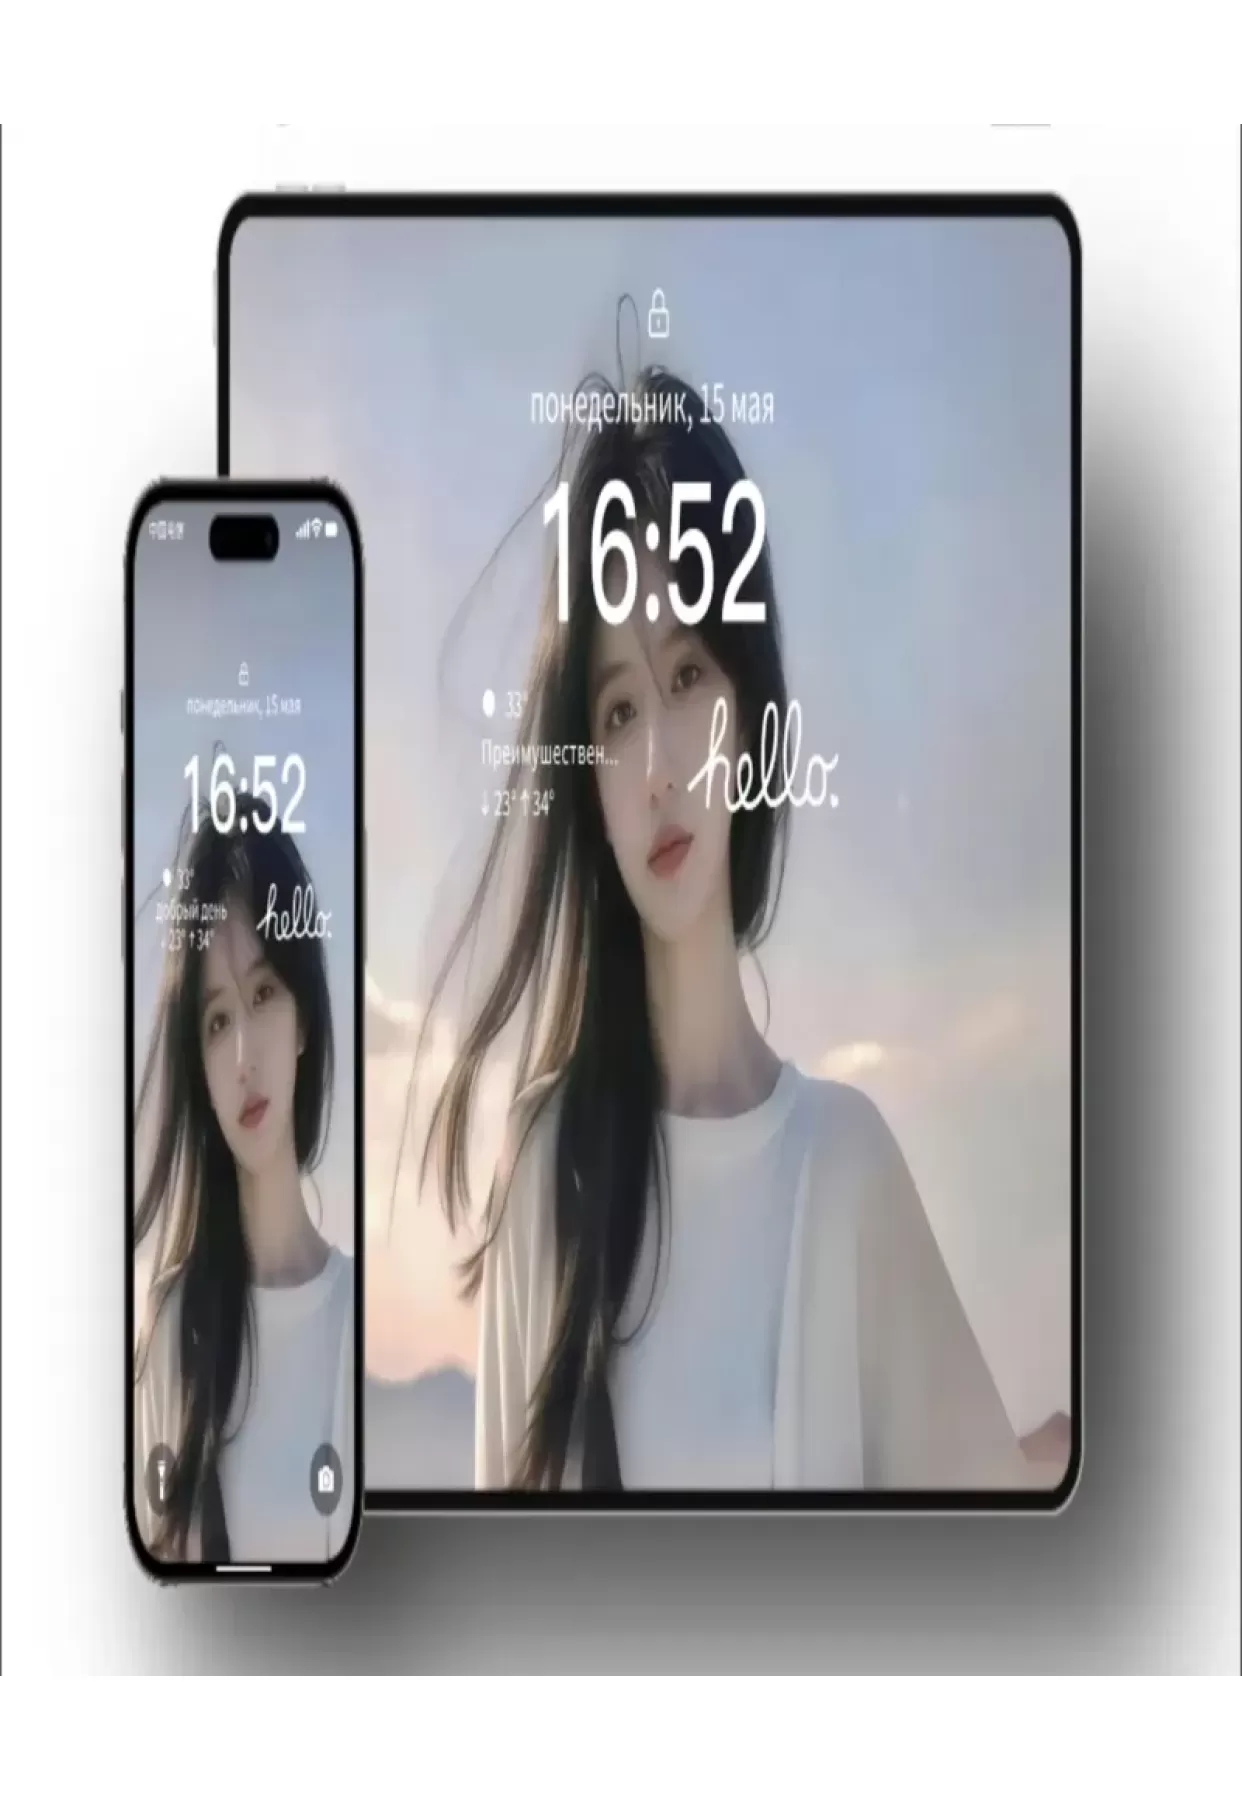 понедельник, 15 мая
16:52
33°
Преимушествен...
↓ 23° ↑ 34°
hello.
понедельник, 15 мая
16:52
33°
добрый день
↓ 23° ↑ 34°
hello.